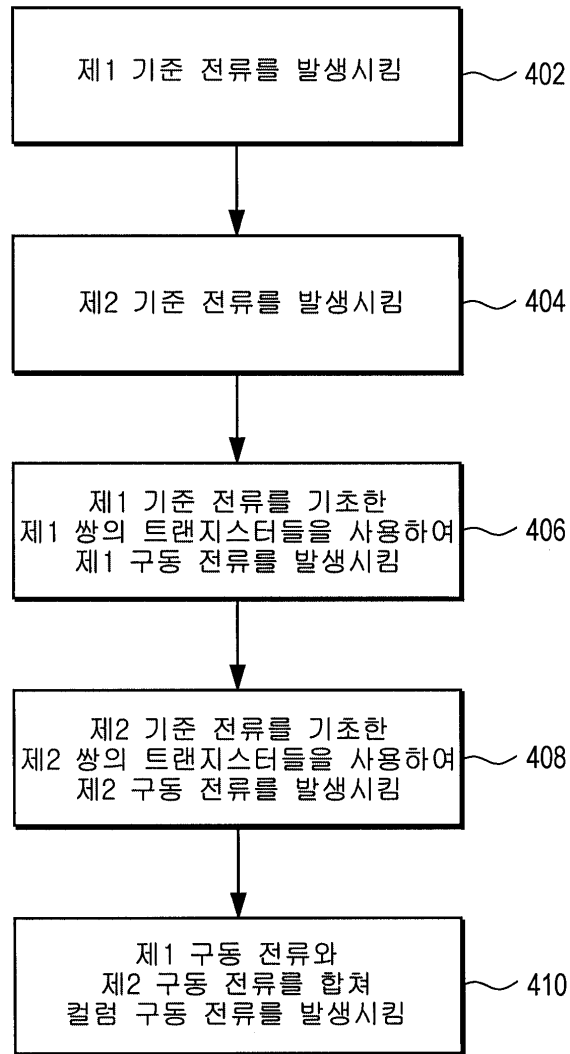 제1 기준 전류를 발생시킴
402
제2 기준 전류를 발생시킴
404
제1 기준 전류를 기초한
제1 쌍의 트랜지스터들을 사용하여
제1 구동 전류를 발생시킴
406
제2 기준 전류를 기초한
제2 쌍의 트랜지스터들을 사용하여
제2 구동 전류를 발생시킴
408
제1 구동 전류와
제2 구동 전류를 합쳐
컬럼 구동 전류를 발생시킴
410